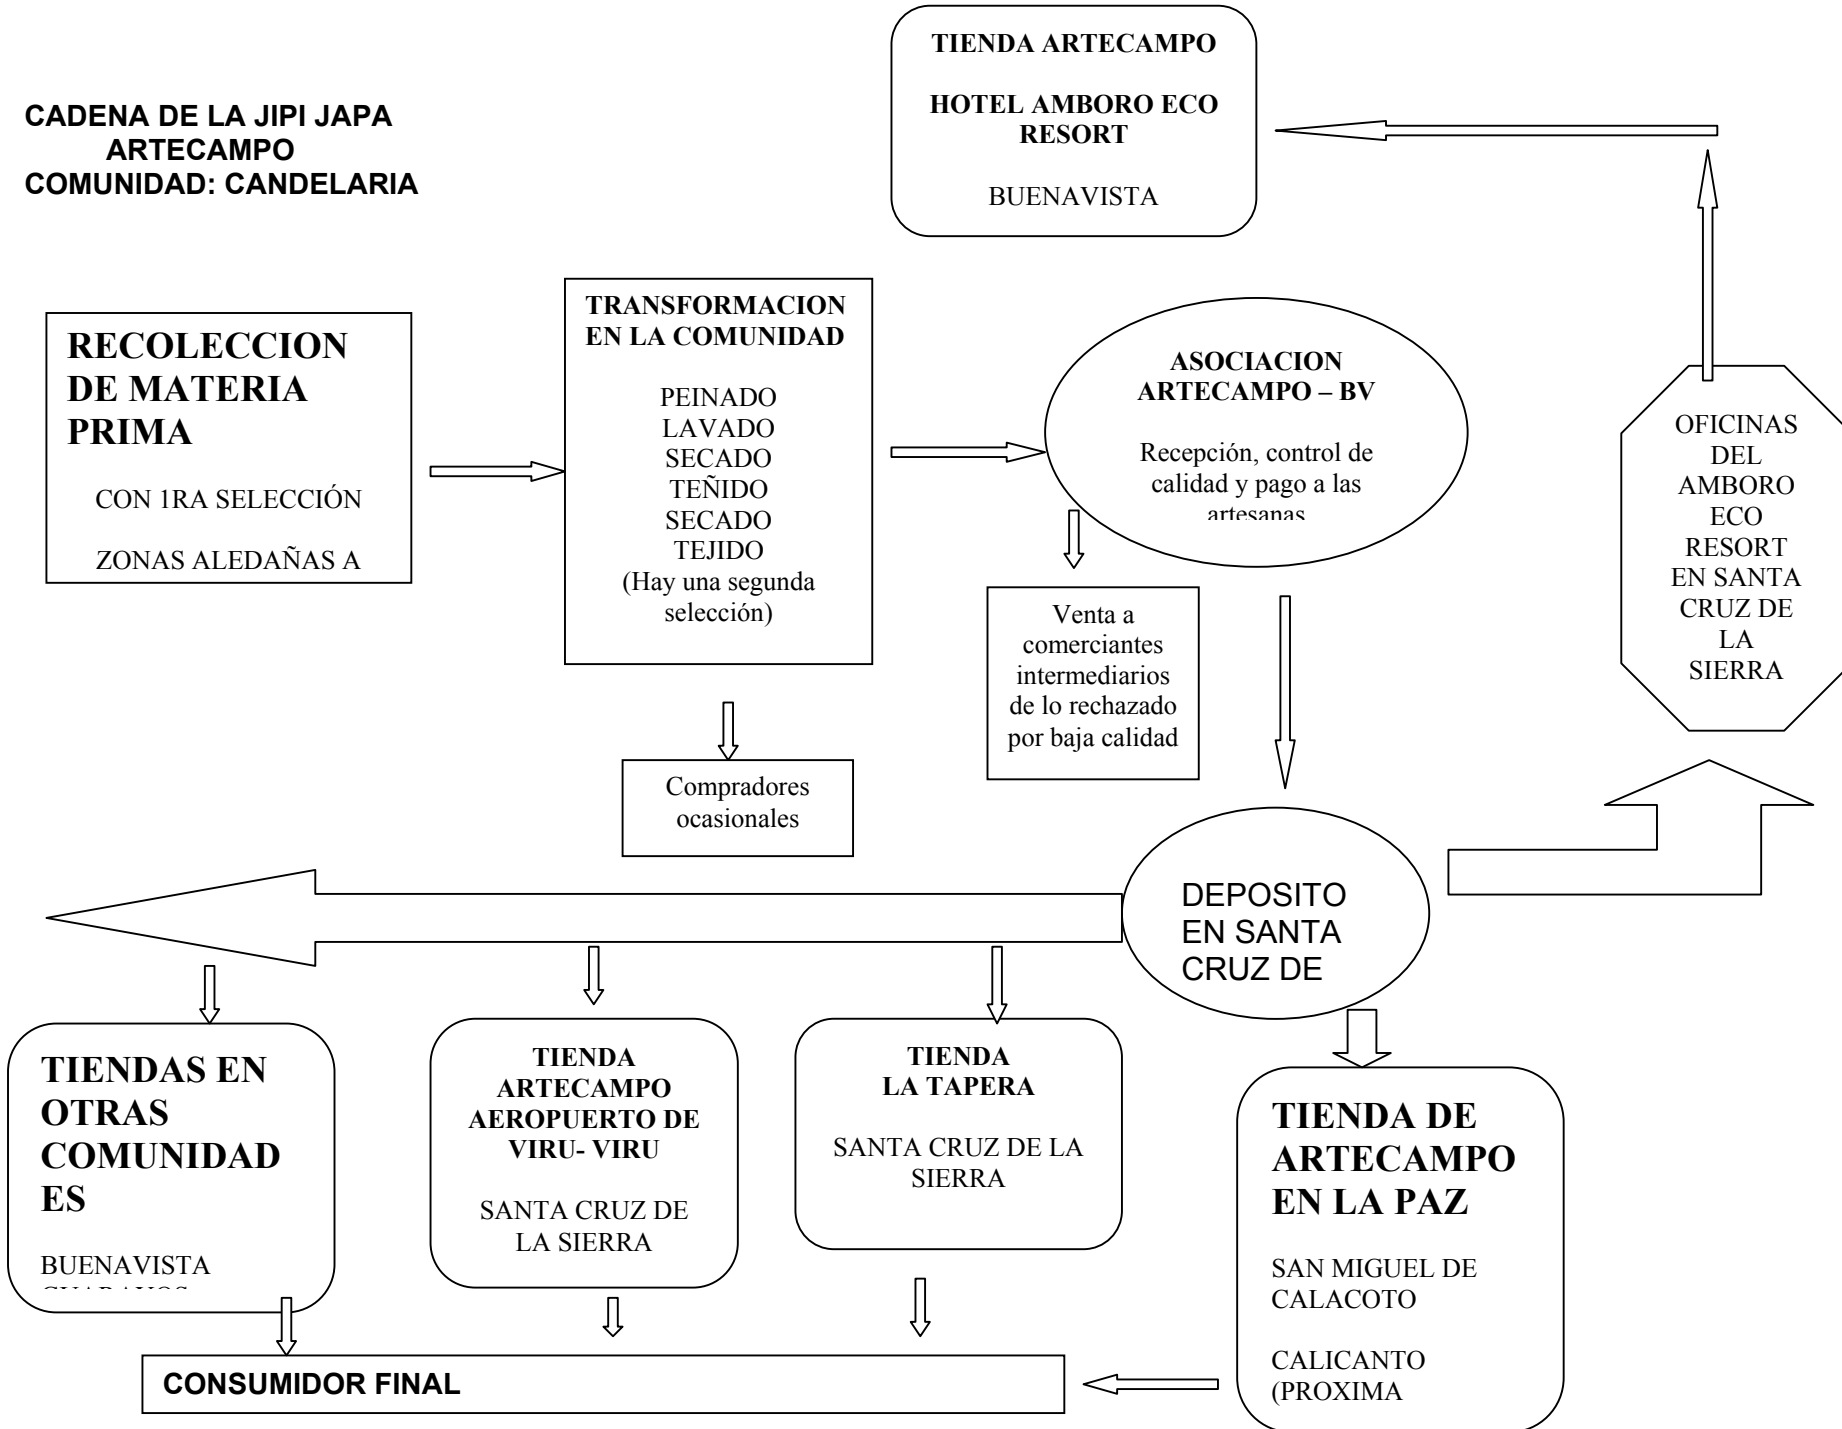 CADENA DE LA JIPI JAPA
ARTECAMPO
COMUNIDAD: CANDELARIA
TIENDA ARTECAMPO
HOTEL AMBORO ECO
RESORT
BUENAVISTA
RECOLECCION
DE MATERIA
PRIMA
CON 1RA SELECCIÓN
ZONAS ALEDAÑAS A
TRANSFORMACION
EN LA COMUNIDAD
PEINADO
LAVADO
SECADO
TEÑIDO
SECADO
TEJIDO
(Hay una segunda
selección)
ASOCIACION
ARTECAMPO – BV
Recepción, control de
calidad y pago a las
artesanas
OFICINAS
DEL
AMBORO
ECO
RESORT
EN SANTA
CRUZ DE
LA
SIERRA
Venta a
comerciantes
intermediarios
de lo rechazado
por baja calidad
Compradores
ocasionales
DEPOSITO
EN SANTA
CRUZ DE
TIENDAS EN
OTRAS
COMUNIDAD
ES
BUENAVISTA
TIENDA
ARTECAMPO
AEROPUERTO DE
VIRU- VIRU
SANTA CRUZ DE
LA SIERRA
TIENDA
LA TAPERA
SANTA CRUZ DE LA
SIERRA
TIENDA DE
ARTECAMPO
EN LA PAZ
SAN MIGUEL DE
CALACOTO
CALICANTO
(PROXIMA
CONSUMIDOR FINAL